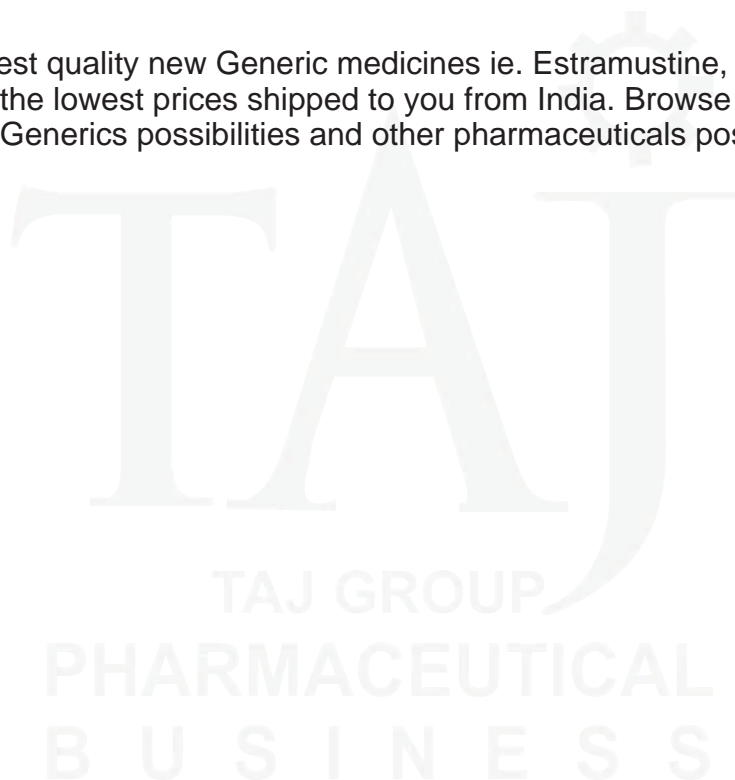 est quality new Generic medicines ie. Estramustine,
the lowest prices shipped to you from India. Browse
Generics possibilities and other pharmaceuticals pos
TAJ
TAJ GROUP
PHARMACEUTICAL
BUSINESS